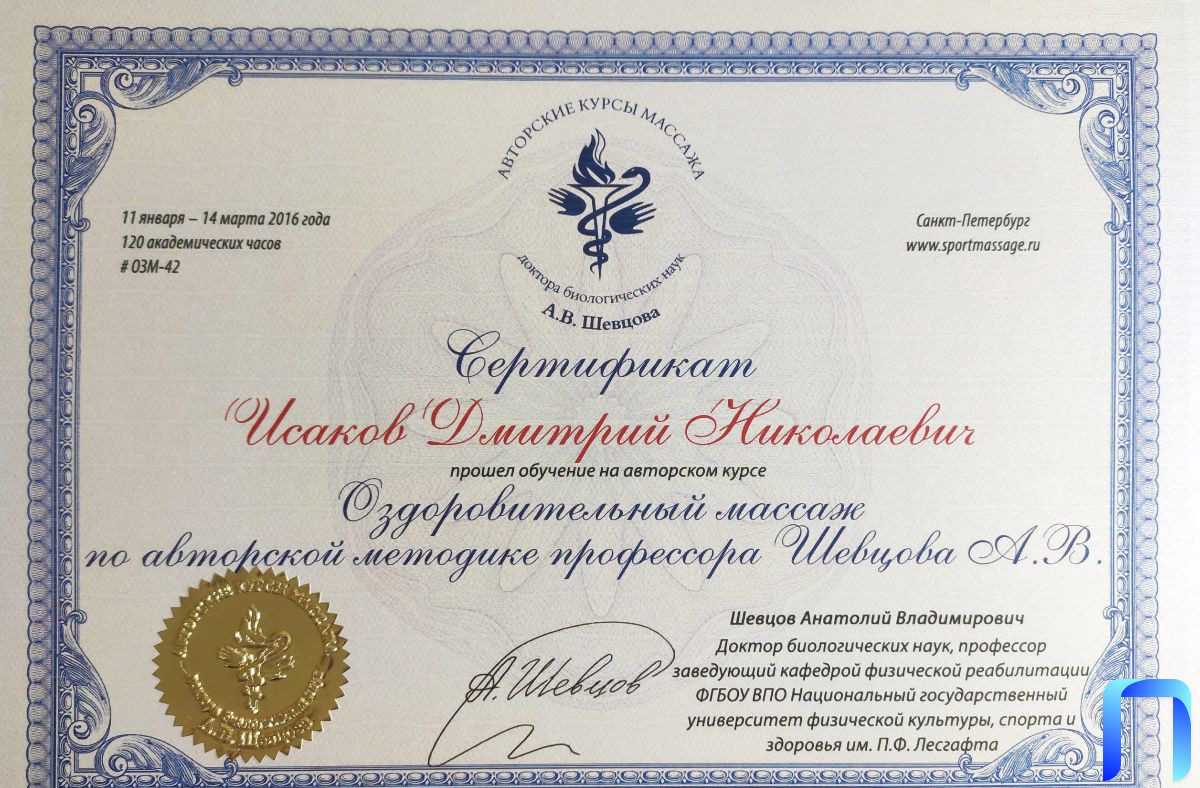 АВТОРСКИЕ КУРСЫ МАССАЖА
доктора биологических наук
А.В. Шевцова
11 января – 14 марта 2016 года
120 академических часов
# ОЗМ-42
Санкт-Петербург
www.sportmassage.ru
Сертификат
Исаков Дмитрий Николаевич
прошел обучение на авторском курсе
Оздоровительный массаж
по авторской методике профессора Шевцова А.В.
А.Шевцов
Шевцов Анатолий Владимирович
Доктор биологических наук, профессор
заведующий кафедрой физической реабилитации
ФГБОУ ВПО Национальный государственный
университет физической культуры, спорта и
здоровья им. П.Ф. Лесгафта